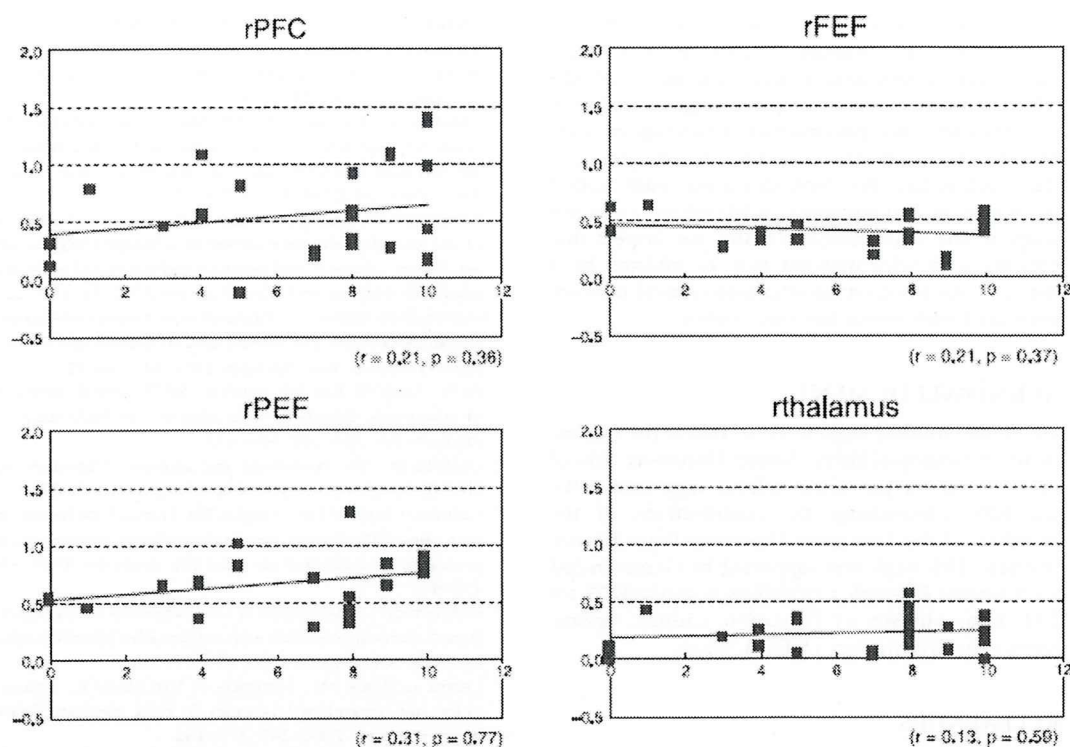 rPFC
2.0
1.5
1.0
0.5
0.0
−0.5
0 2 4 6 8 10 12
(r = 0.21, p = 0.36)
rFEF
2.0
1.5
1.0
0.5
0.0
−0.5
0 2 4 6 8 10 12
(r = 0.21, p = 0.37)
rPEF
2.0
1.5
1.0
0.5
0.0
−0.5
0 2 4 6 8 10 12
(r = 0.31, p = 0.77)
rthalamus
2.0
1.5
1.0
0.5
0.0
−0.5
0 2 4 6 8 10 12
(r = 0.13, p = 0.59)